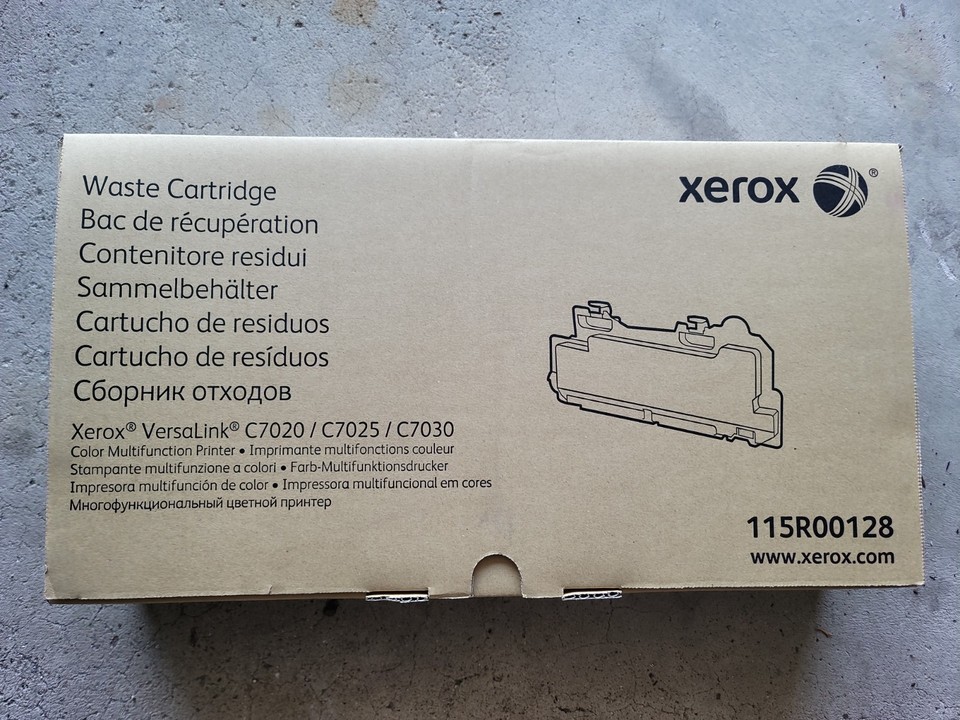 Waste Cartridge
Bac de récupération
Contenitore residui
Sammelbehälter
Cartucho de residuos
Cartucho de resíduos
Сборник отходов
Xerox® VersaLink® C7020 / C7025 / C7030
Color Multifunction Printer • Imprimante multifonctions couleur
Stampante multifunzione a colori • Farb-Multifunktionsdrucker
Impresora multifunción de color • Impressora multifuncional em cores
Многофункциональный цветной принтер
xerox ®
115R00128
www.xerox.com